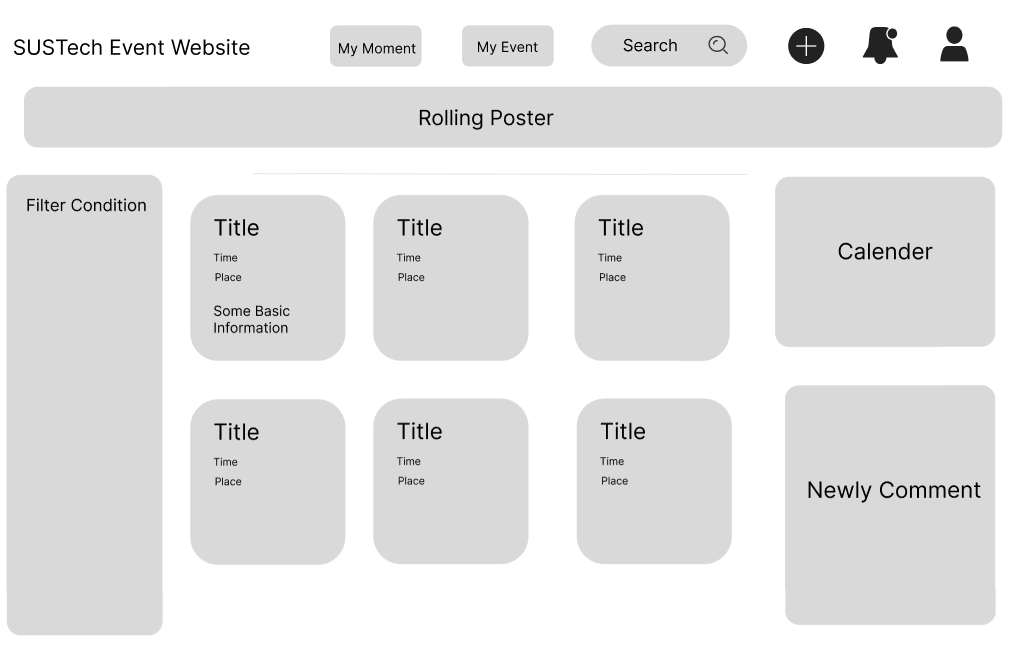 SUSTech Event Website
My Moment
My Event
Search
Rolling Poster
Filter Condition
Title
Time
Place
Some Basic
Information
Title
Time
Place
Title
Time
Place
Calender
Title
Time
Place
Title
Time
Place
Title
Time
Place
Newly Comment